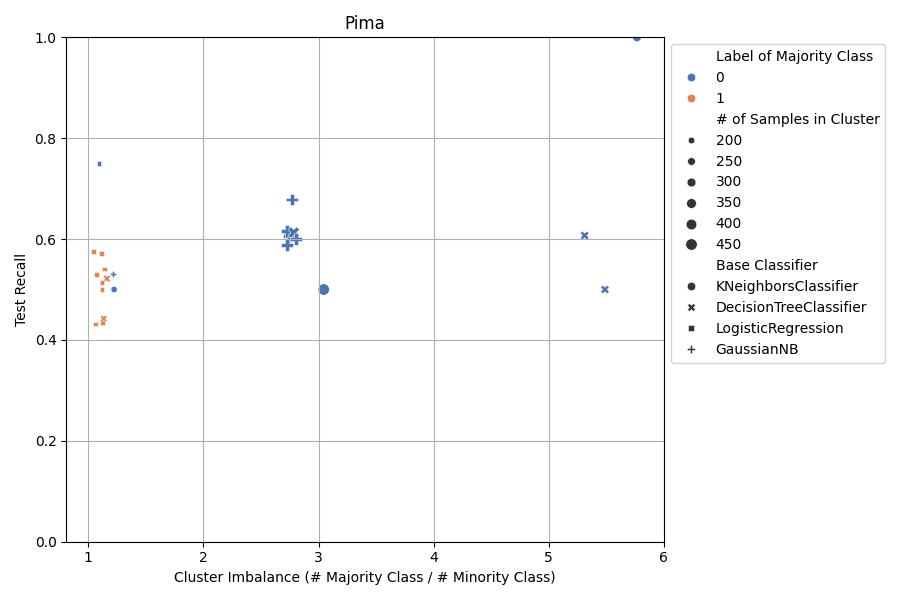 Pima
1.0
0.8
0.6
0.4
0.2
0.0
Test Recall
1
2
3
4
5
6
Cluster Imbalance (# Majority Class / # Minority Class)
Label of Majority Class
0
1
# of Samples in Cluster
200
250
300
350
400
450
Base Classifier
KNeighborsClassifier
DecisionTreeClassifier
LogisticRegression
GaussianNB